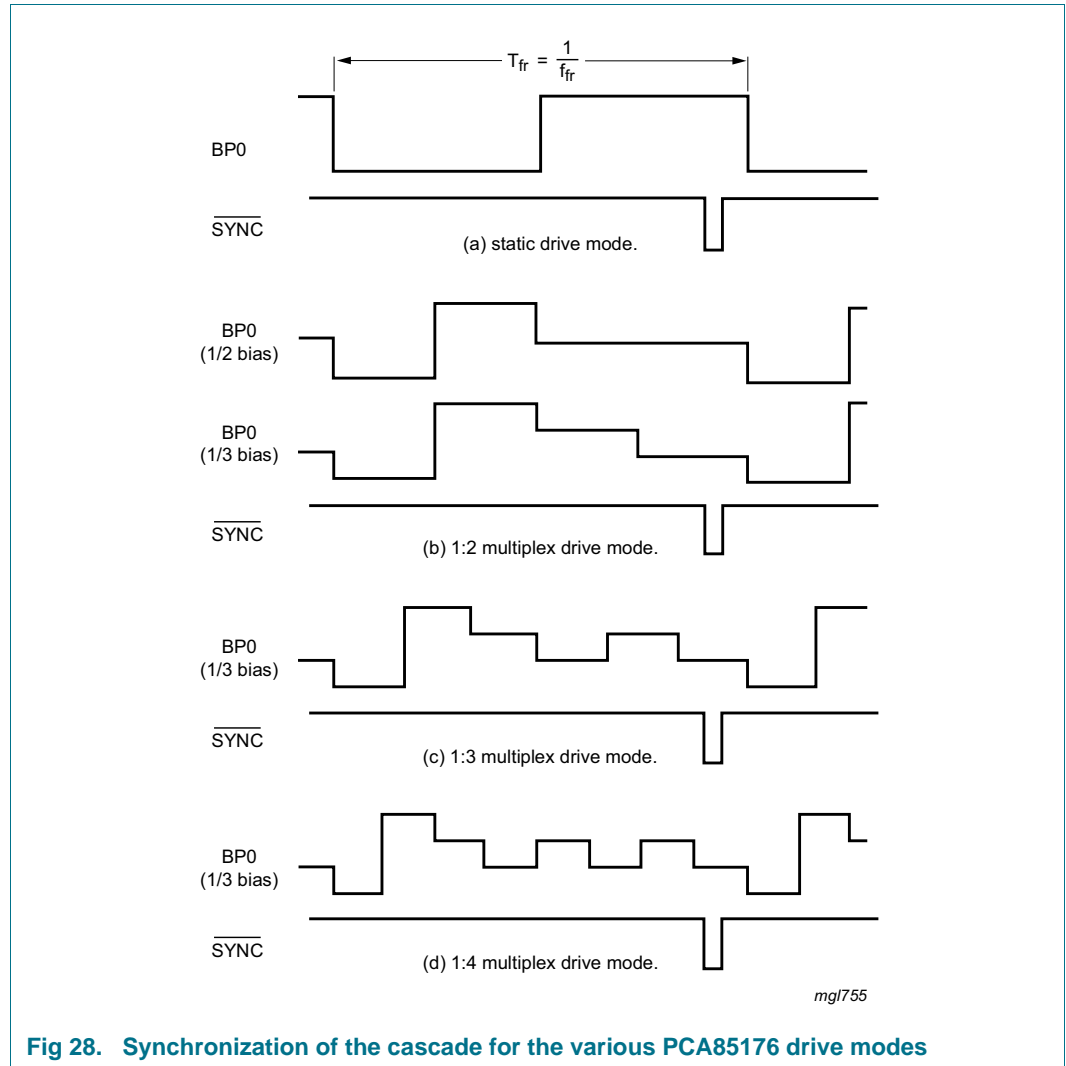 T_fr = 1/f_fr
BP0
SYNC
(a) static drive mode.
BP0
(1/2 bias)
BP0
(1/3 bias)
SYNC
(b) 1:2 multiplex drive mode.
BP0
(1/3 bias)
SYNC
(c) 1:3 multiplex drive mode.
BP0
(1/3 bias)
SYNC
(d) 1:4 multiplex drive mode.
mgl755
Fig 28. Synchronization of the cascade for the various PCA85176 drive modes